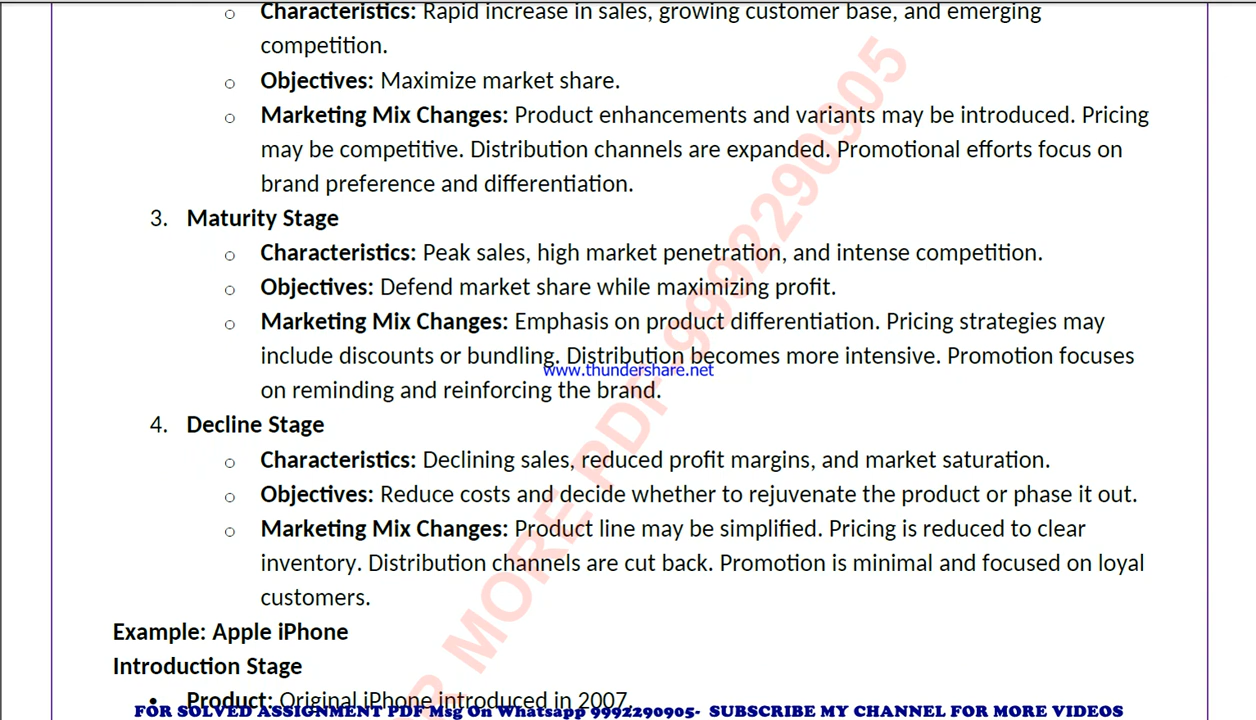 ○ Characteristics: Rapid increase in sales, growing customer base, and emerging
competition.
○ Objectives: Maximize market share.
○ Marketing Mix Changes: Product enhancements and variants may be introduced. Pricing
may be competitive. Distribution channels are expanded. Promotional efforts focus on
brand preference and differentiation.
3. Maturity Stage
○ Characteristics: Peak sales, high market penetration, and intense competition.
○ Objectives: Defend market share while maximizing profit.
○ Marketing Mix Changes: Emphasis on product differentiation. Pricing strategies may
include discounts or bundling. Distribution becomes more intensive. Promotion focuses
www.thundershare.net
on reminding and reinforcing the brand.
4. Decline Stage
○ Characteristics: Declining sales, reduced profit margins, and market saturation.
○ Objectives: Reduce costs and decide whether to rejuvenate the product or phase it out.
○ Marketing Mix Changes: Product line may be simplified. Pricing is reduced to clear
inventory. Distribution channels are cut back. Promotion is minimal and focused on loyal
customers.
Example: Apple iPhone
Introduction Stage
• Product: Original iPhone introduced in 2007.
FOR SOLVED ASSIGNMENT PDF Msg On Whatsapp 9992290905- SUBSCRIBE MY CHANNEL FOR MORE VIDEOS
OR MORE PDF 9992290905